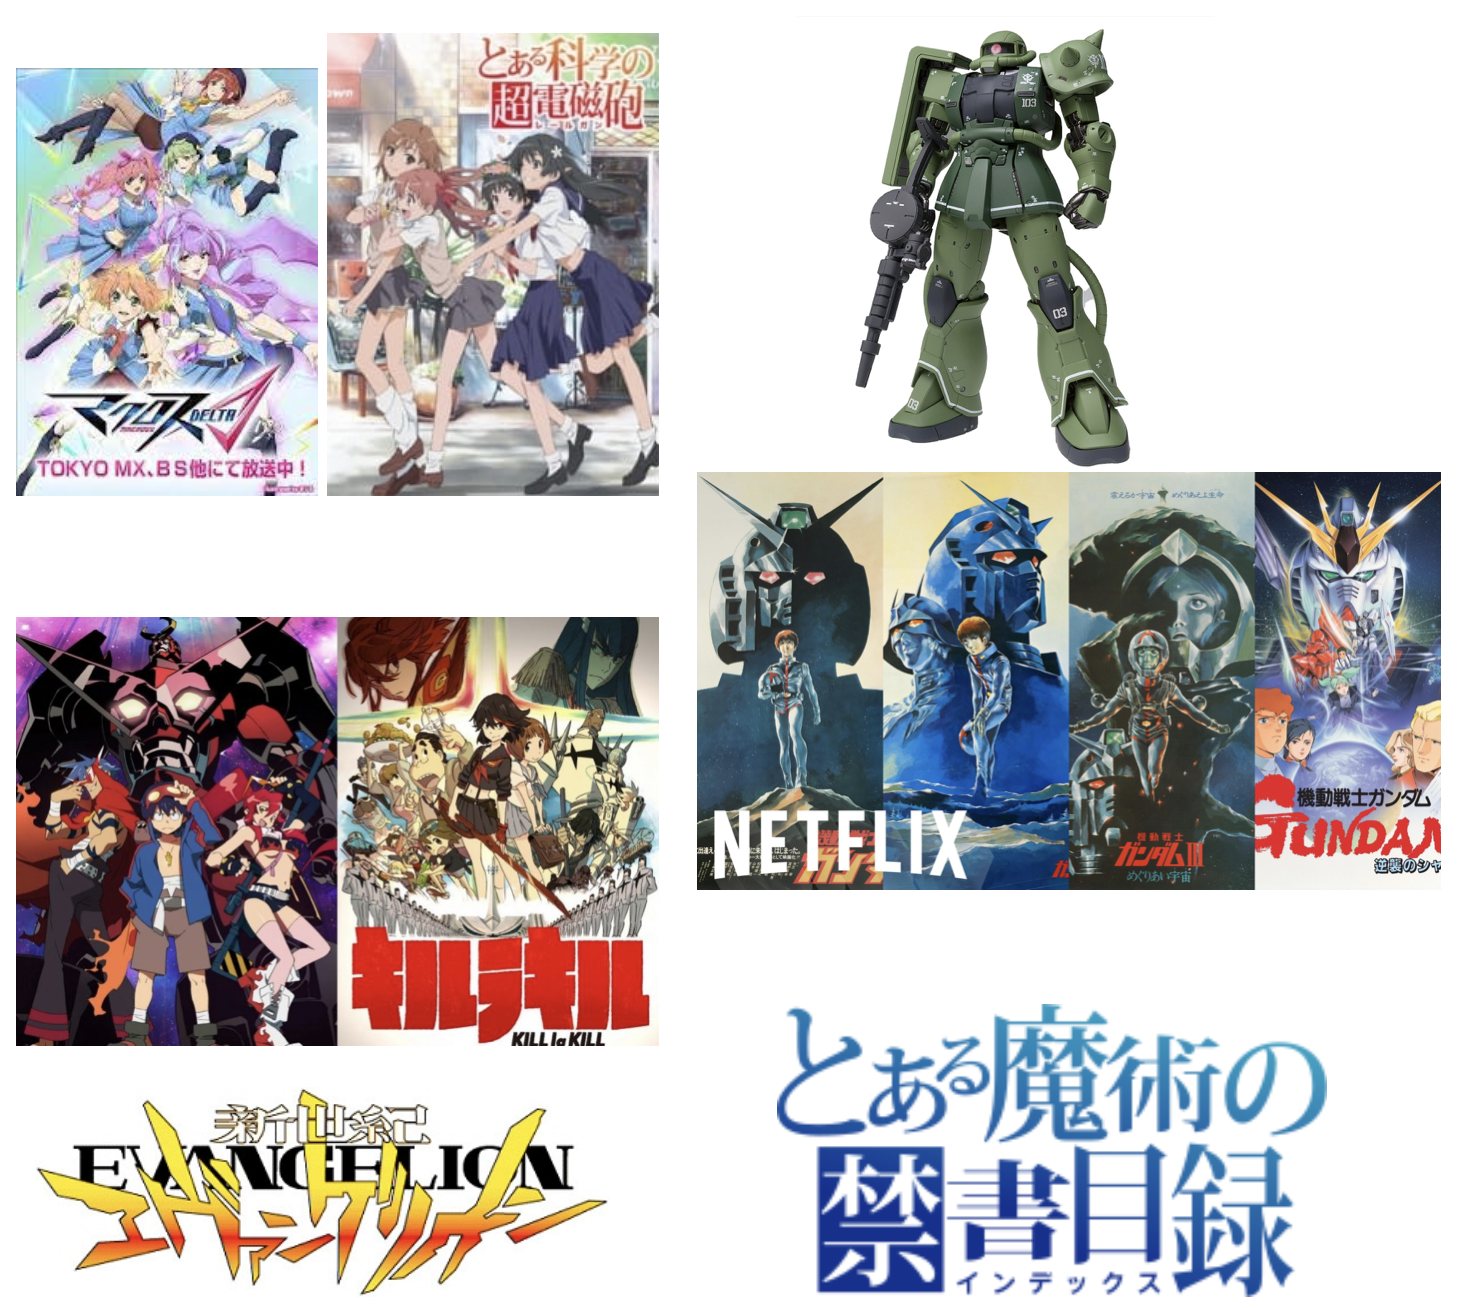 マクロス DELTA
MACROSS
TOKYO MX、BS他にて放送中！
とある科学の
超電磁砲
レールガン
103
03
03
NETFLIX
機動戦士
ガンダムIII
めぐりあい宇宙
機動戦士ガンダム
GUNDAM
逆襲のシャ
キルラキル
KILL la KILL
新世紀
EVANGELION
エヴァンゲリオン
とある魔術の
禁書目録
インデックス